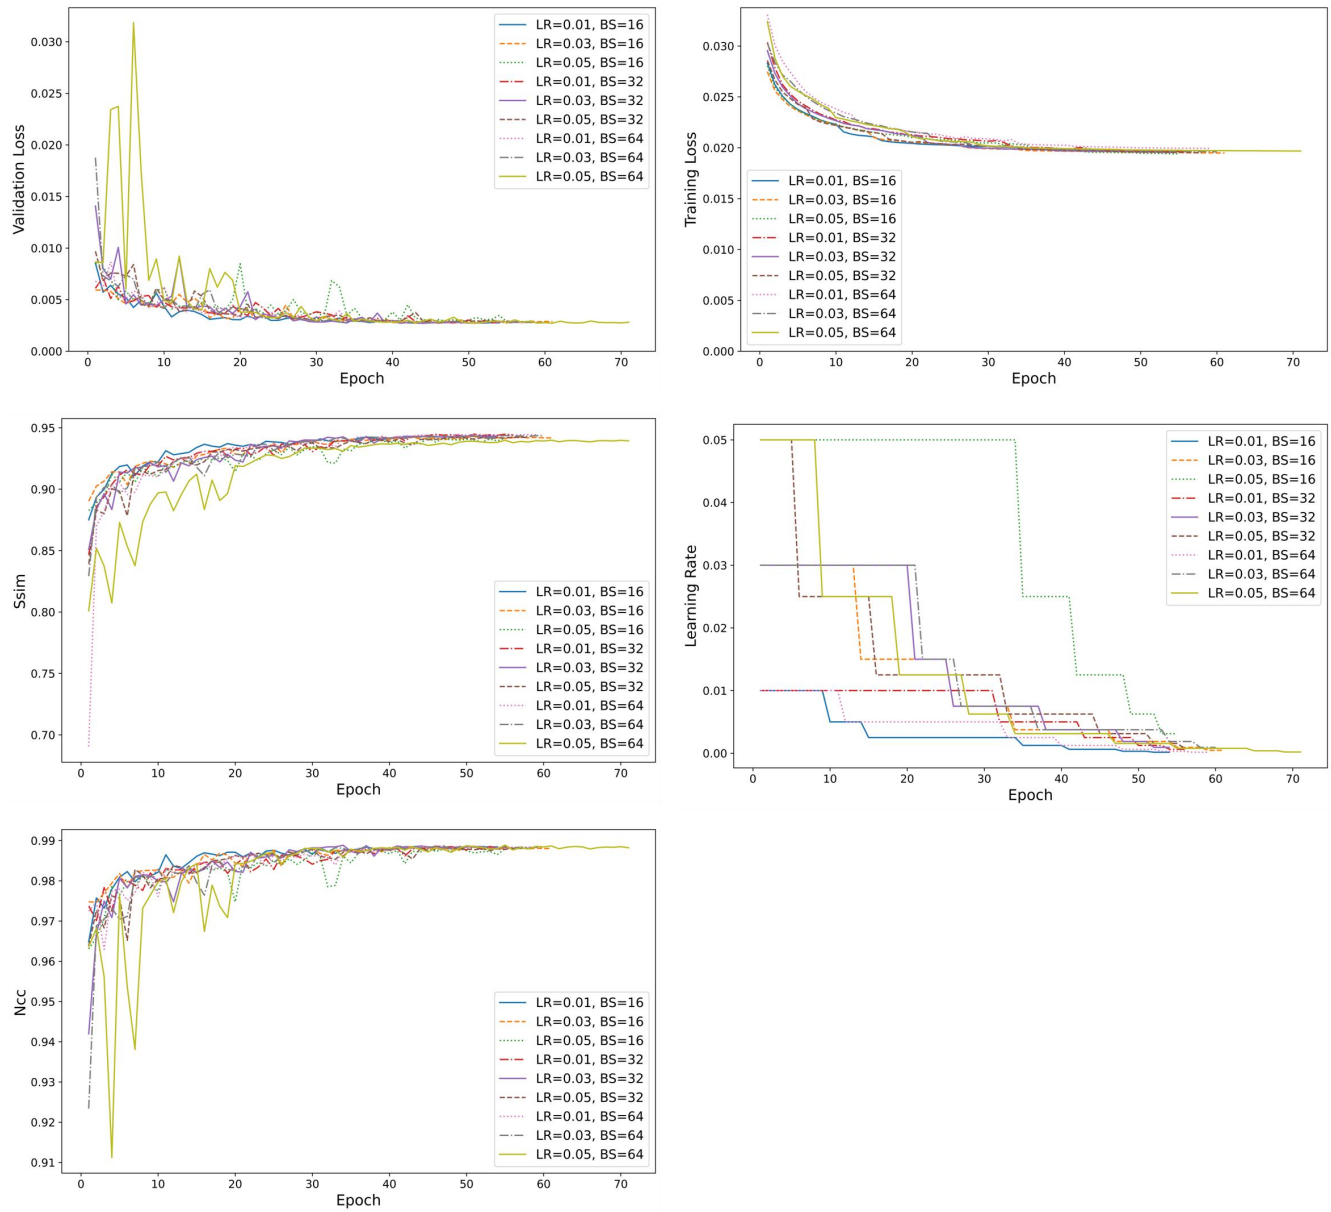 Validation Loss
0.030
0.025
0.020
0.015
0.010
0.005
0.000
0 10 20 30 40 50 60 70
Epoch
LR=0.01, BS=16
LR=0.03, BS=16
LR=0.05, BS=16
LR=0.01, BS=32
LR=0.03, BS=32
LR=0.05, BS=32
LR=0.01, BS=64
LR=0.03, BS=64
LR=0.05, BS=64
Training Loss
0.030
0.025
0.020
0.015
0.010
0.005
0.000
0 10 20 30 40 50 60 70
Epoch
LR=0.01, BS=16
LR=0.03, BS=16
LR=0.05, BS=16
LR=0.01, BS=32
LR=0.03, BS=32
LR=0.05, BS=32
LR=0.01, BS=64
LR=0.03, BS=64
LR=0.05, BS=64
Ssim
0.95
0.90
0.85
0.80
0.75
0.70
0 10 20 30 40 50 60 70
Epoch
LR=0.01, BS=16
LR=0.03, BS=16
LR=0.05, BS=16
LR=0.01, BS=32
LR=0.03, BS=32
LR=0.05, BS=32
LR=0.01, BS=64
LR=0.03, BS=64
LR=0.05, BS=64
Learning Rate
0.05
0.04
0.03
0.02
0.01
0.00
0 10 20 30 40 50 60 70
Epoch
LR=0.01, BS=16
LR=0.03, BS=16
LR=0.05, BS=16
LR=0.01, BS=32
LR=0.03, BS=32
LR=0.05, BS=32
LR=0.01, BS=64
LR=0.03, BS=64
LR=0.05, BS=64
Ncc
0.99
0.98
0.97
0.96
0.95
0.94
0.93
0.92
0.91
0 10 20 30 40 50 60 70
Epoch
LR=0.01, BS=16
LR=0.03, BS=16
LR=0.05, BS=16
LR=0.01, BS=32
LR=0.03, BS=32
LR=0.05, BS=32
LR=0.01, BS=64
LR=0.03, BS=64
LR=0.05, BS=64